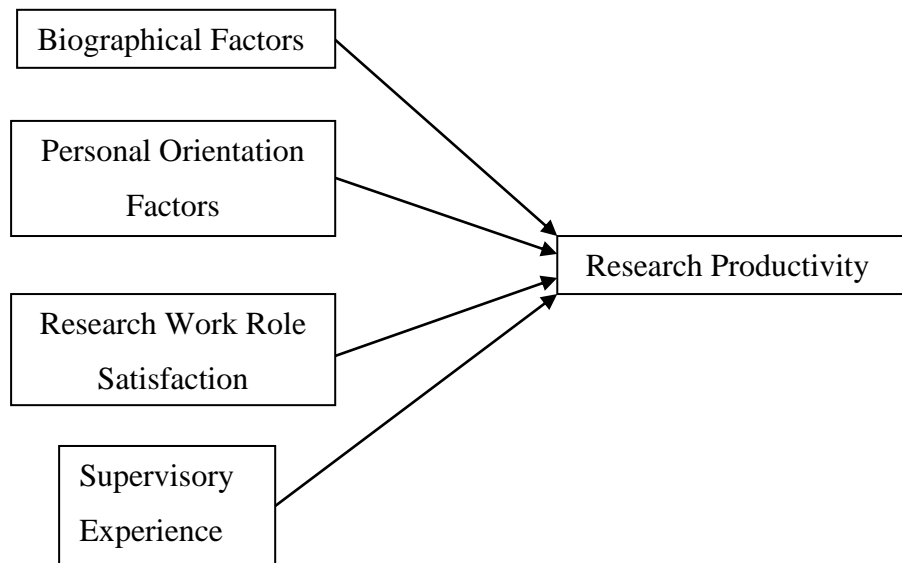 Biographical Factors
Personal Orientation
Factors
Research Productivity
Research Work Role
Satisfaction
Supervisory
Experience